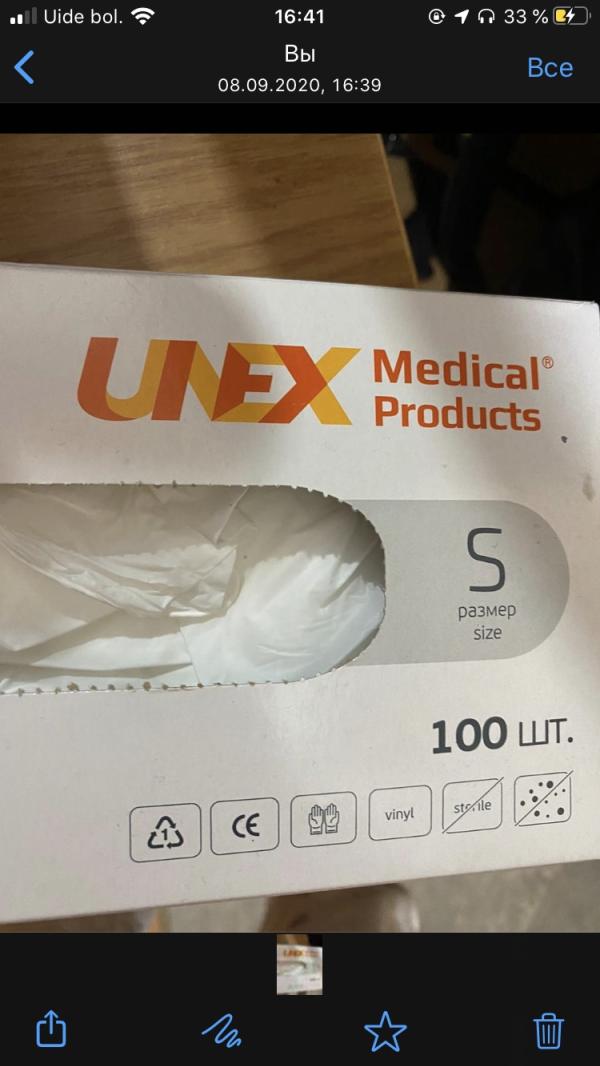 Uide bol.
16:41
33 %
Вы
08.09.2020, 16:39
Все
UNEX Medical®
Products
S
размер
size
100 шт.
1
CE
vinyl
sterile